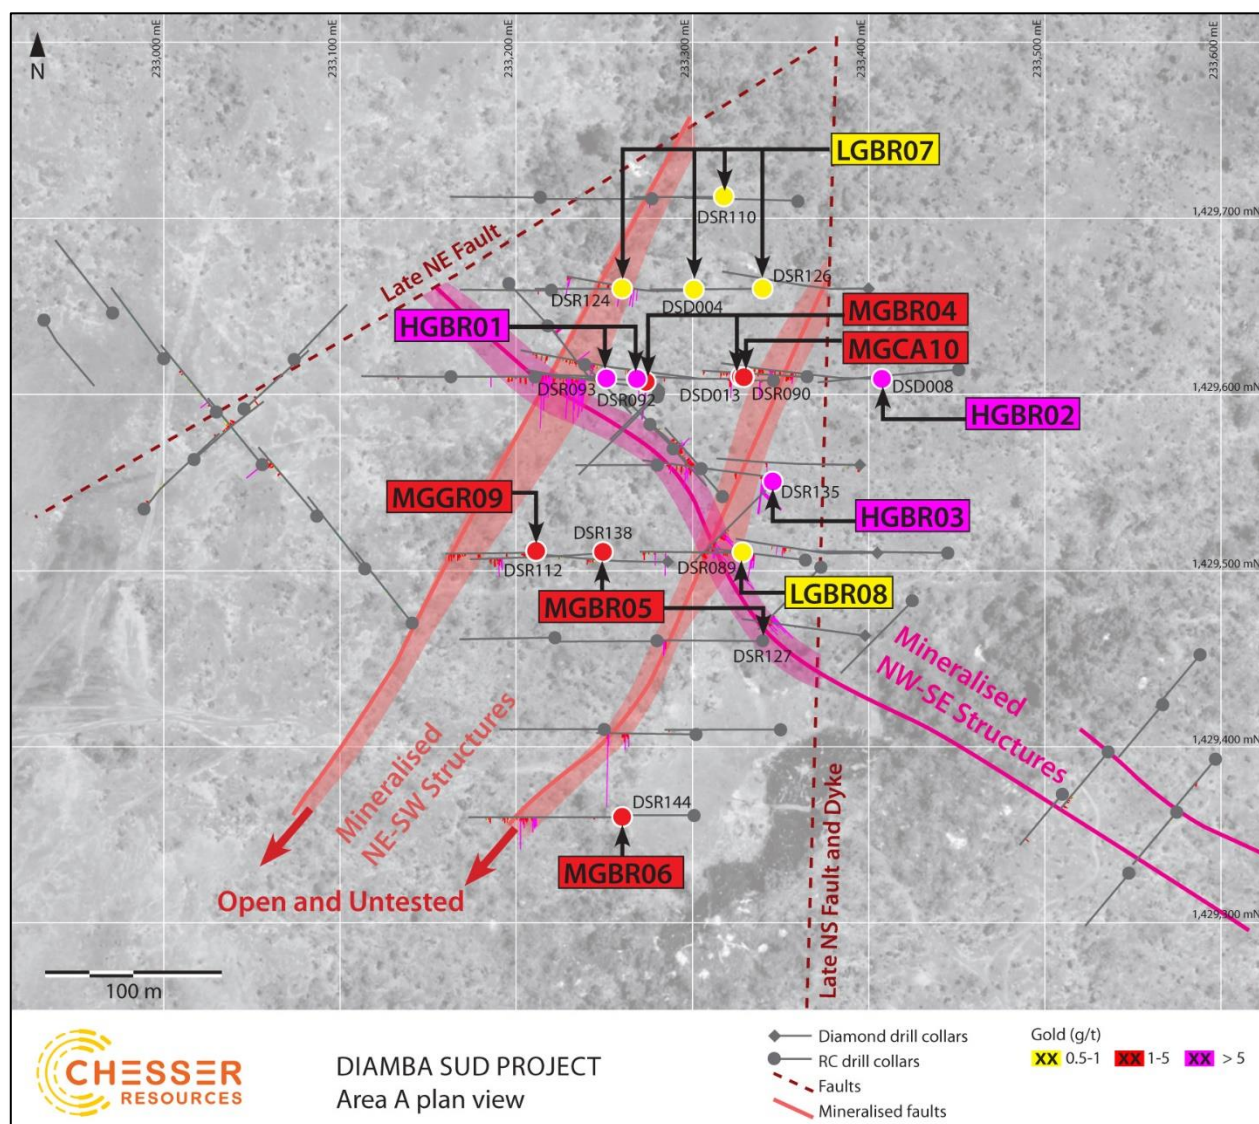 N
233,000 mE
233,100 mE
233,200 mE
233,300 mE
233,400 mE
233,500 mE
233,600 mE
LGBR07
DSR110
1,429,700 mN
Late NE Fault
DSR124
DSD004
DSR126
HGBR01
MGBR04
MGCA10
DSR093
DSR092
DSD013
DSR090
DSD008
1,429,600 mN
HGBR02
MGGR09
DSR138
DSR135
HGBR03
DSR112
DSR089
1,429,500 mN
MGBR05
LGBR08
DSR127
Mineralised
NW-SE Structures
Mineralised
NE-SW Structures
1,429,400 mN
DSR144
MGBR06
Open and Untested
Late NS Fault and Dyke
1,429,300 mN
100 m
CHESSER
RESOURCES
DIAMBA SUD PROJECT
Area A plan view
Diamond drill collars
RC drill collars
Faults
Mineralised faults
Gold (g/t)
XX 0.5-1 XX 1-5 XX > 5